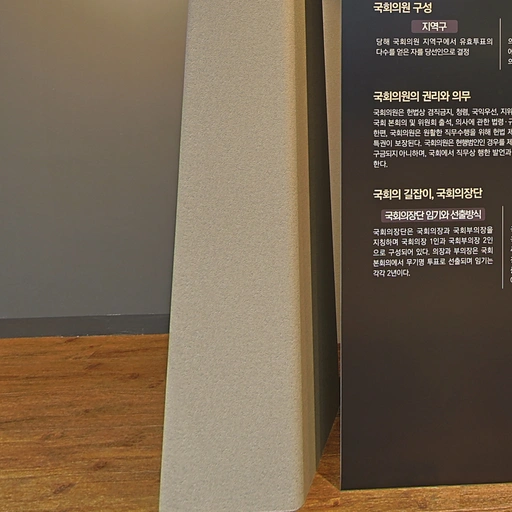 국회의원 구성
지역구
당해 국회의원 지역구에서 유효투표의
다수를 얻은 자를 당선인으로 결정
국회의원의 권리와 의무
국회의원은 헌법상 겸직금지, 청렴, 국익우선, 지위
국회 본회의 및 위원회 출석, 의사에 관한 법령·규
한편, 국회의원은 원활한 직무수행을 위해 헌법 제
특권이 보장된다. 국회의원은 현행범인인 경우를 제
구금되지 아니하며, 국회에서 직무상 행한 발언과
한다.
국회의 길잡이, 국회의장단
국회의장단 임기와 선출방식
국회의장단은 국회의장과 국회부의장을
지칭하며 국회의장 1인과 국회부의장 2인
으로 구성되어 있다. 의장과 부의장은 국회
본회의에서 무기명 투표로 선출되며 임기는
각각 2년이다.